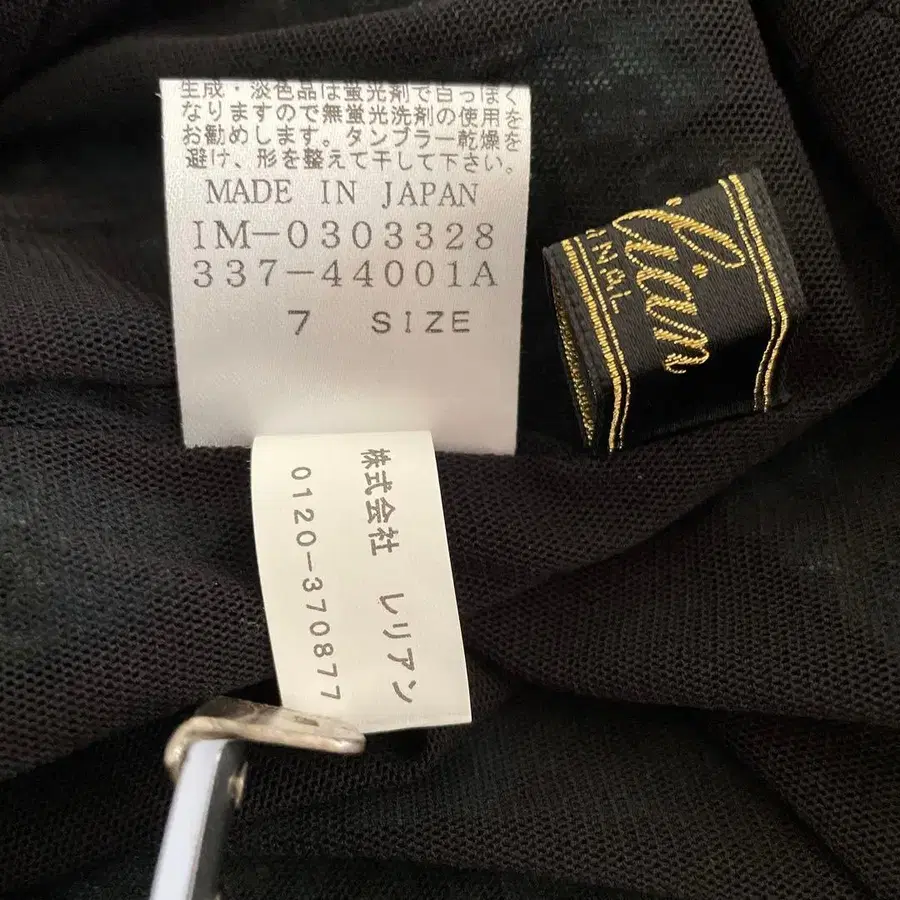 生成・淡色品は蛍光剤で白っぽく
なりますので無蛍光洗剤の使用を
お勧めします。タンブラー乾燥を
避け、形を整えて干して下さい。
MADE IN JAPAN
IM-0303328
337-44001A
7 SIZE
lian
INAL
株式会社 レリアン
0120-370877